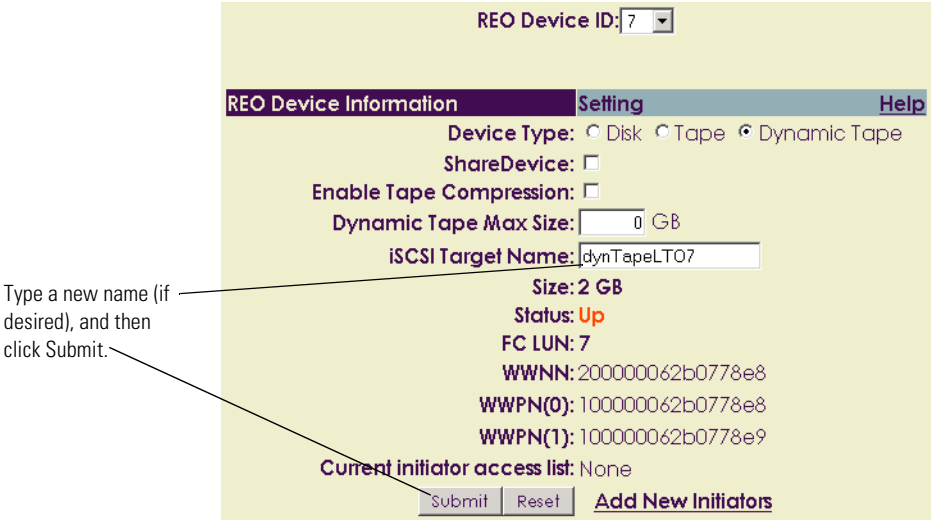 REO Device ID: 7
REO Device Information Setting Help
Device Type: Disk Tape Dynamic Tape
ShareDevice:
Enable Tape Compression:
Dynamic Tape Max Size: 0 GB
iSCSI Target Name: dynTapeLTO7
Type a new name (if
desired), and then
click Submit.
Size: 2 GB
Status: Up
FC LUN: 7
WWNN: 200000062b0778e8
WWPN(0): 100000062b0778e8
WWPN(1): 100000062b0778e9
Current initiator access list: None
Submit Reset Add New Initiators